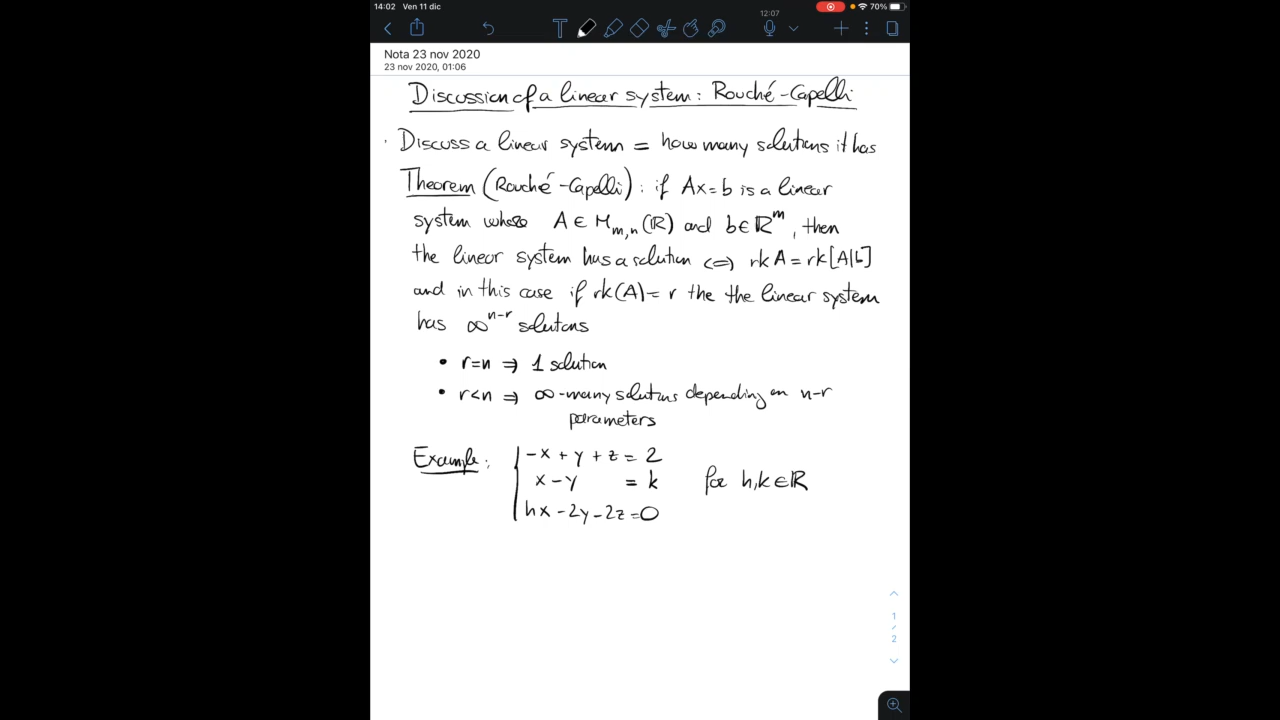 14:02 Ven 11 dic
12:07
70%
Nota 23 nov 2020
23 nov 2020, 01:06
Discussion of a linear system: Rouché-Capelli
Discuss a linear system = how many solutions it has
Theorem (Rouché-Capelli): if Ax=b is a linear
system where A ∈ M_{m,n}(ℝ) and b∈ℝ^m, then
the linear system has a solution ⇔ rk A = rk[A|b]
and in this case if rk(A)=r the the linear system
has ∞^{n-r} solutons
• r=n ⇒ 1 solution
• r<n ⇒ ∞-many solutions depending on n-r
parameters
Example: -x + y + z = 2
x - y = k for h,k∈ℝ
hx - 2y - 2z = 0
1
/
2